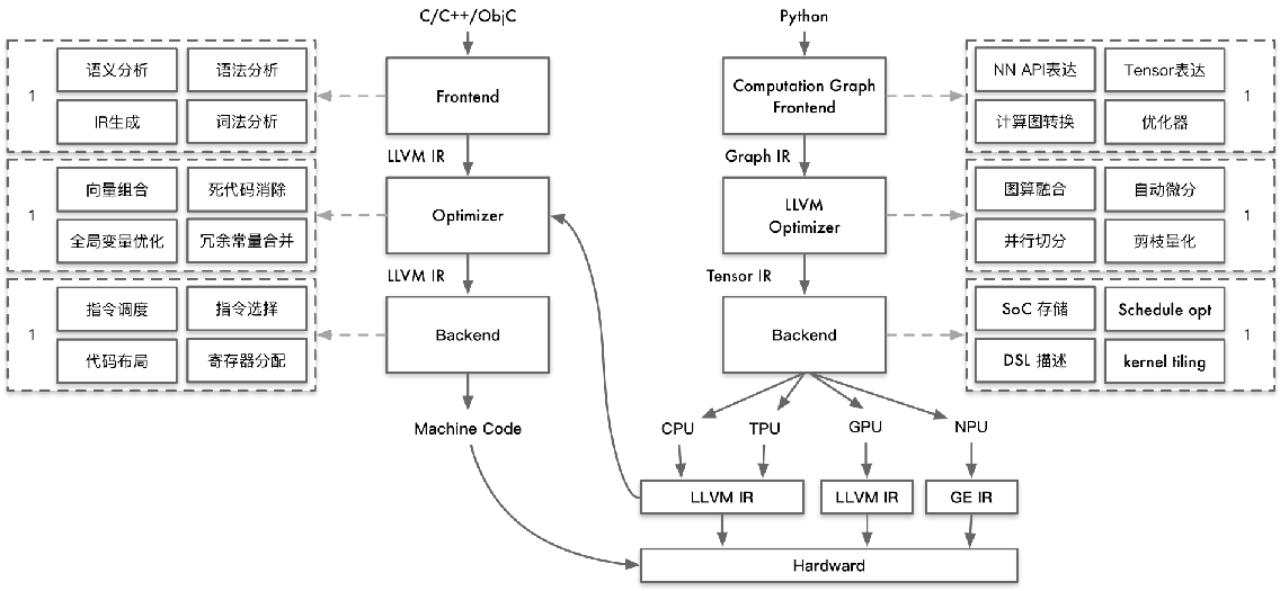 C/C++/ObjC
Python
1
语义分析
语法分析
IR生成
词法分析
Frontend
Computation Graph
Frontend
NN API表达
Tensor表达
计算图转换
优化器
1
LLVM IR
Graph IR
1
向量组合
死代码消除
全局变量优化
冗余常量合并
Optimizer
LLVM
Optimizer
图算融合
自动微分
并行切分
剪枝量化
1
LLVM IR
Tensor IR
1
指令调度
指令选择
代码布局
寄存器分配
Backend
Backend
SoC 存储
Schedule opt
DSL 描述
kernel tiling
1
Machine Code
CPU
TPU
GPU
NPU
LLVM IR
LLVM IR
GE IR
Hardward